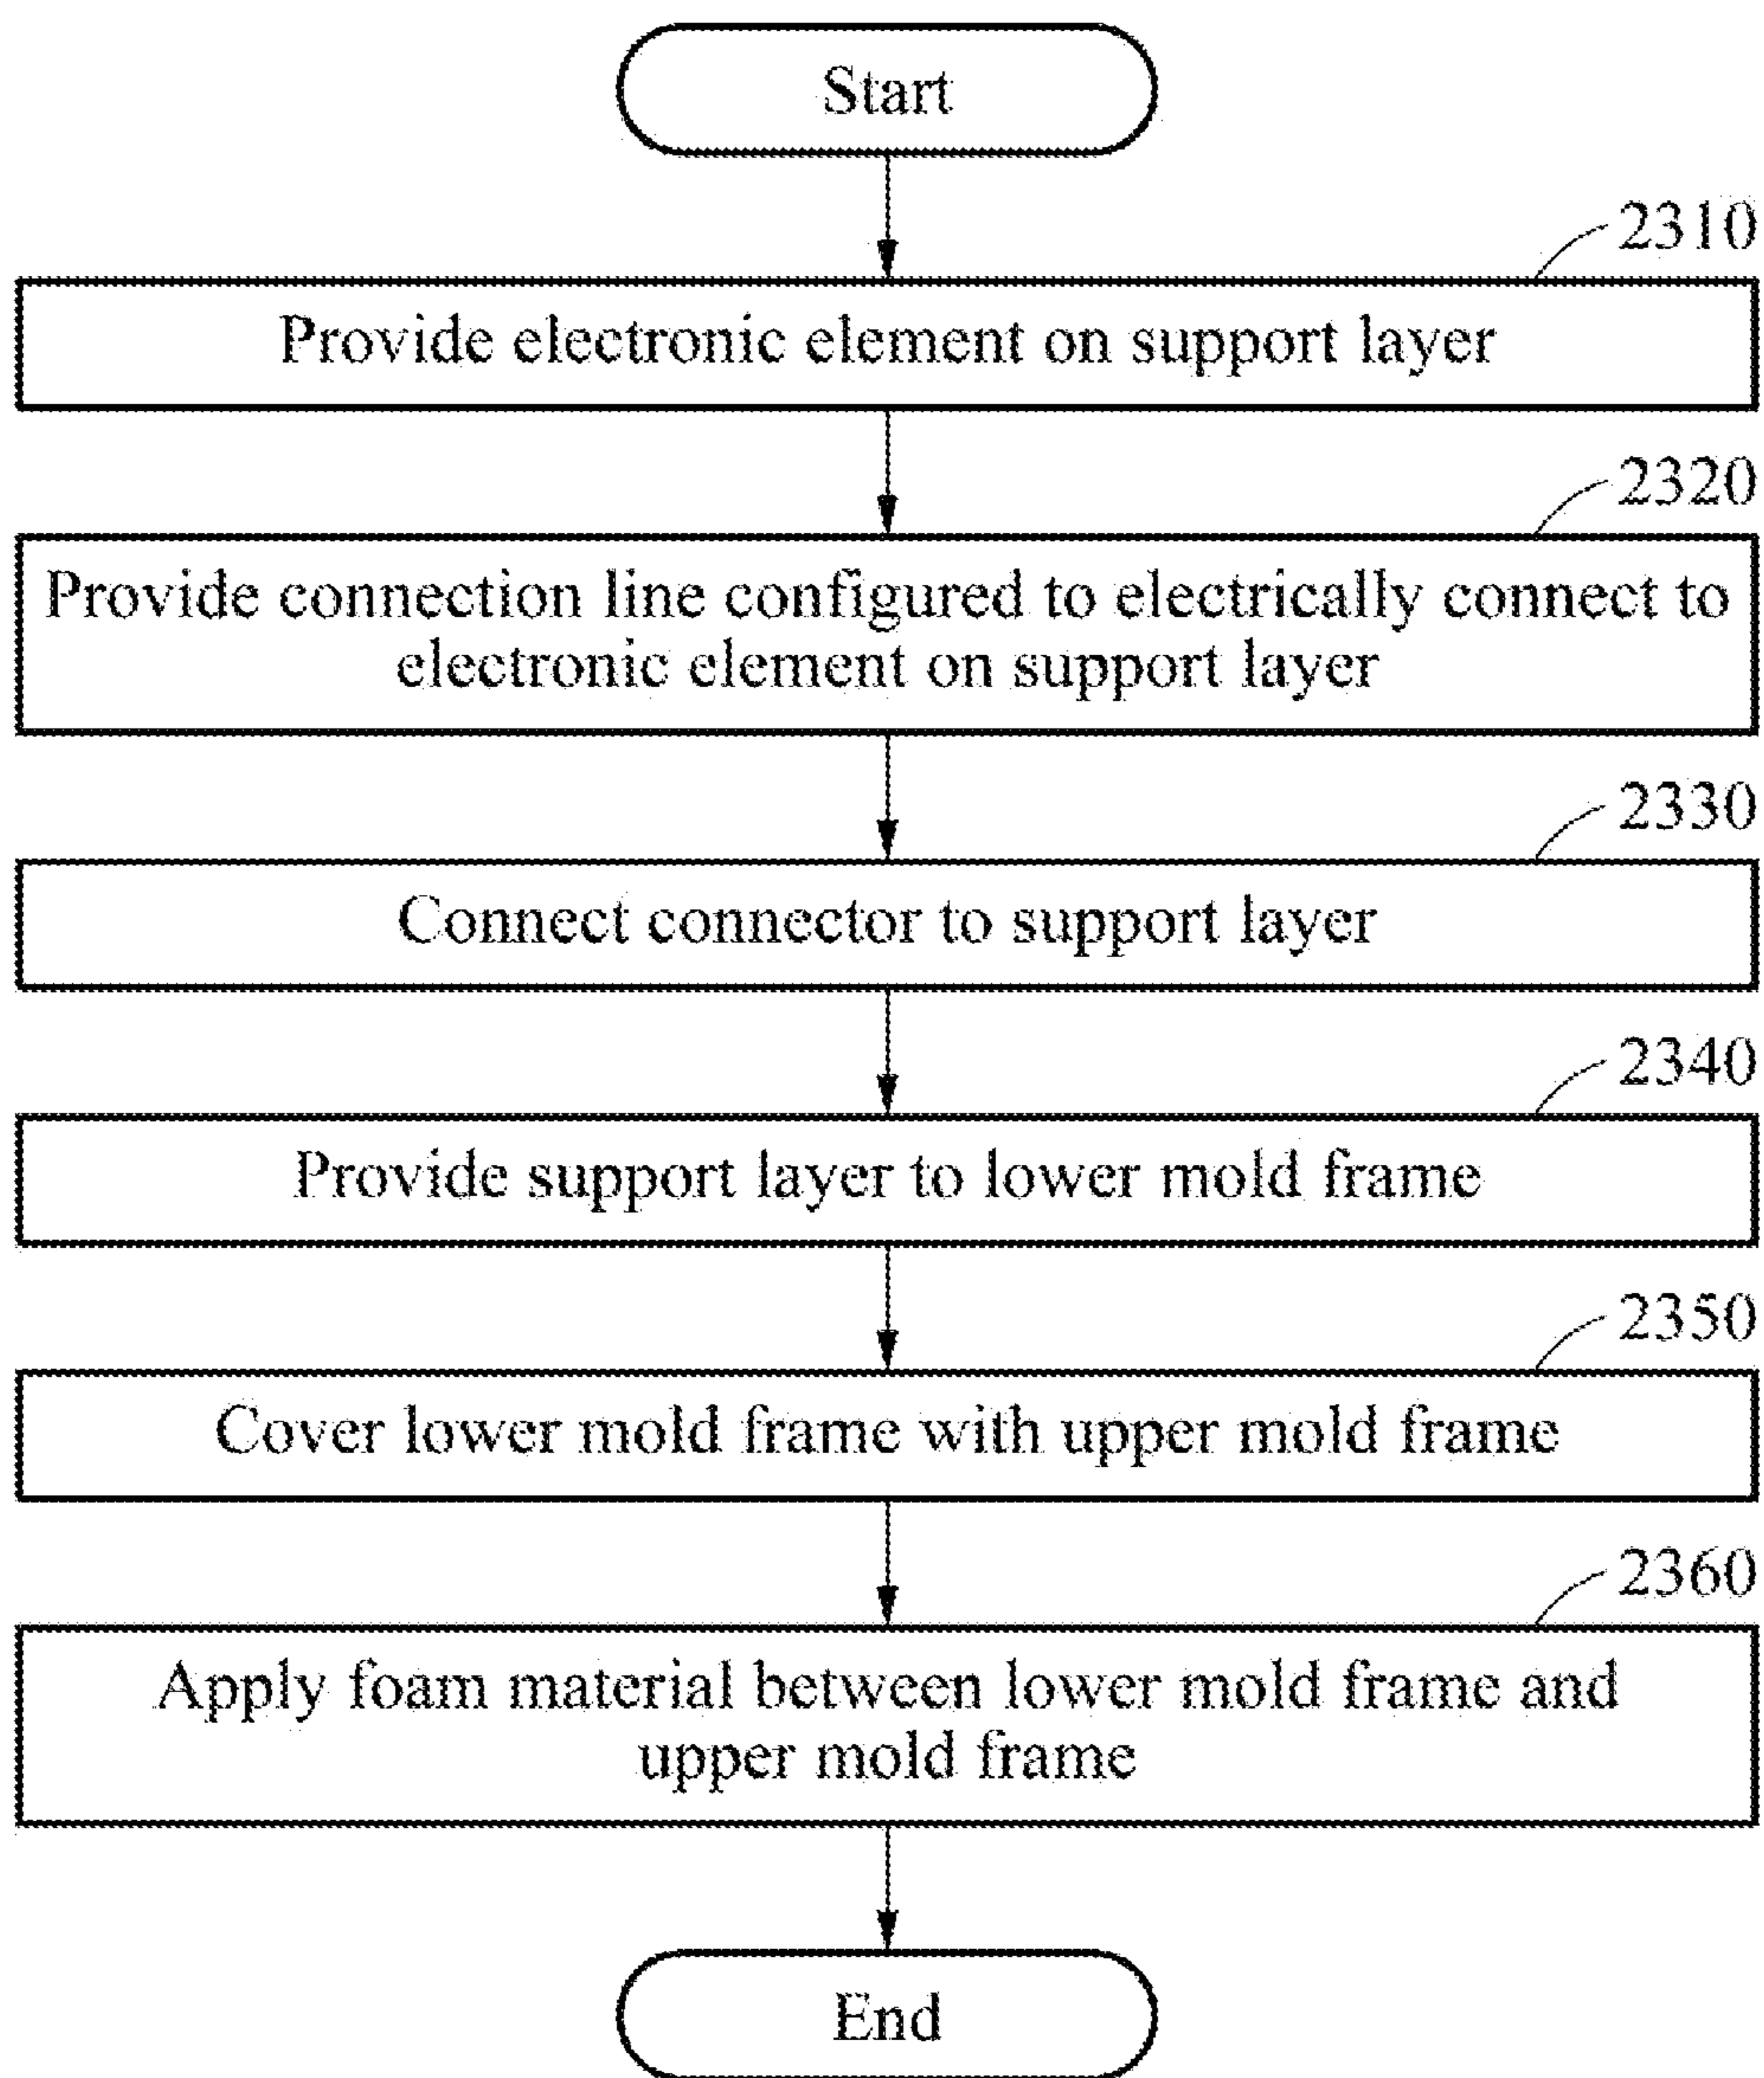 Start
2310
Provide electronic element on support layer
2320
Provide connection line configured to electrically connect to
electronic element on support layer
2330
Connect connector to support layer
2340
Provide support layer to lower mold frame
2350
Cover lower mold frame with upper mold frame
2360
Apply foam material between lower mold frame and
upper mold frame
End